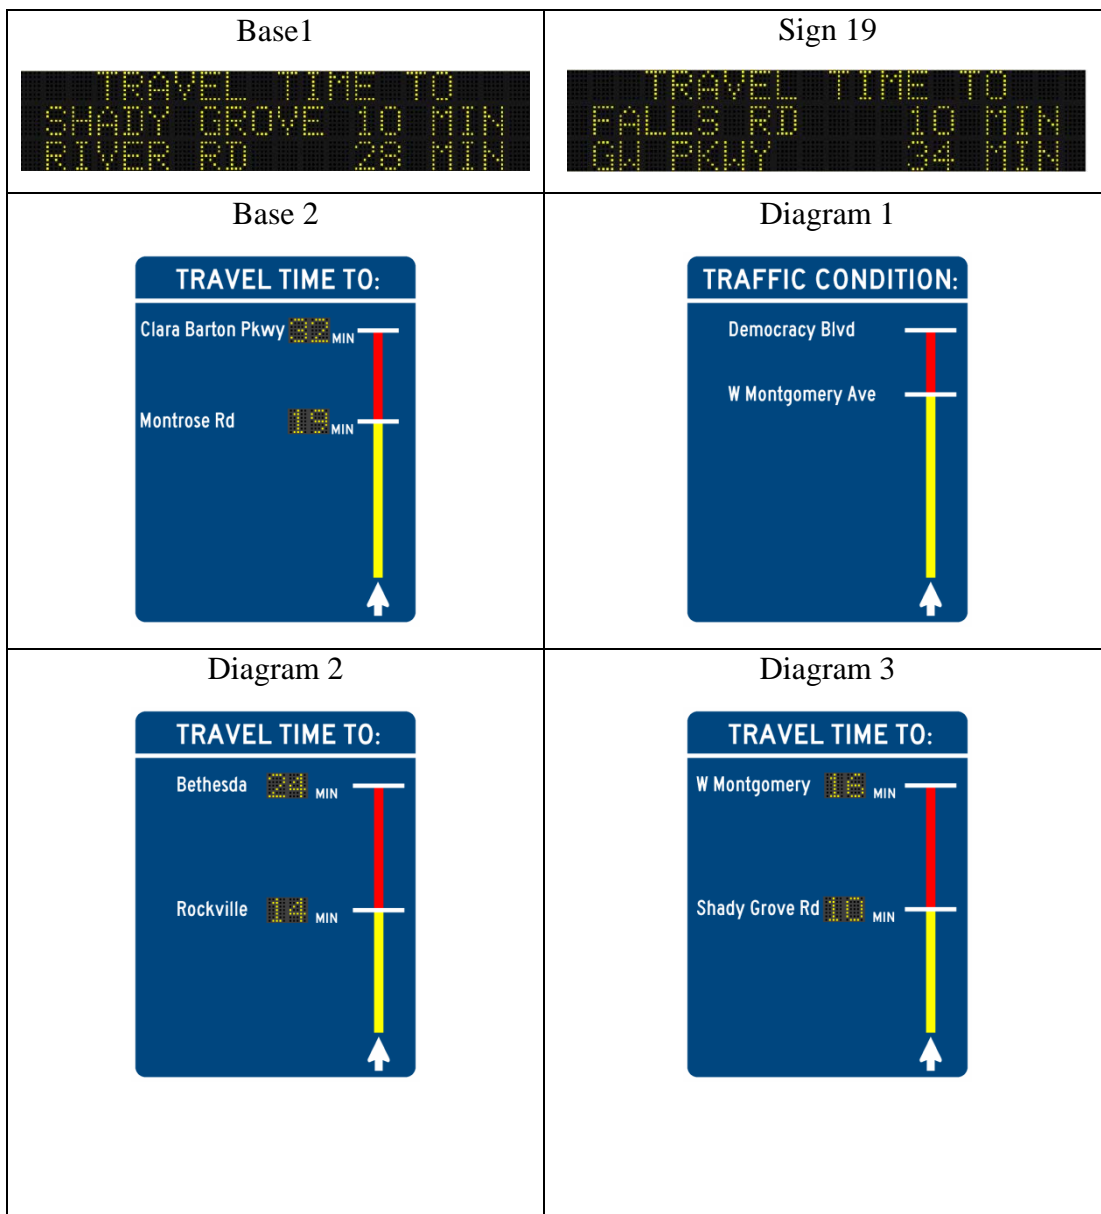 Base1
TRAVEL TIME TO
SHADY GROVE 10 MIN
RIVER RD 28 MIN
Sign 19
TRAVEL TIME TO
FALLS RD 10 MIN
GW PKWY 34 MIN
Base 2
TRAVEL TIME TO:
Clara Barton Pkwy 32 MIN
Montrose Rd 19 MIN
Diagram 1
TRAFFIC CONDITION:
Democracy Blvd
W Montgomery Ave
Diagram 2
TRAVEL TIME TO:
Bethesda 24 MIN
Rockville 14 MIN
Diagram 3
TRAVEL TIME TO:
W Montgomery 16 MIN
Shady Grove Rd 10 MIN